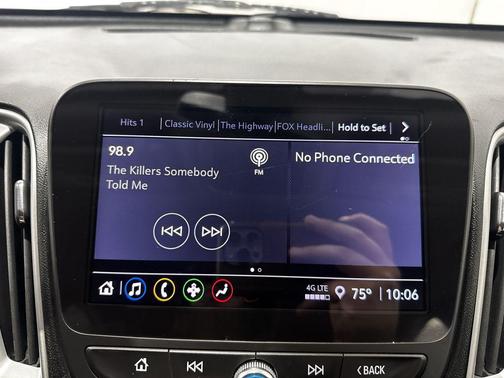 Hits 1 Classic Vinyl The Highway FOX Headli... Hold to Set
98.9
FM
The Killers Somebody
Told Me
No Phone Connected
4G LTE
75° 10:06
BACK